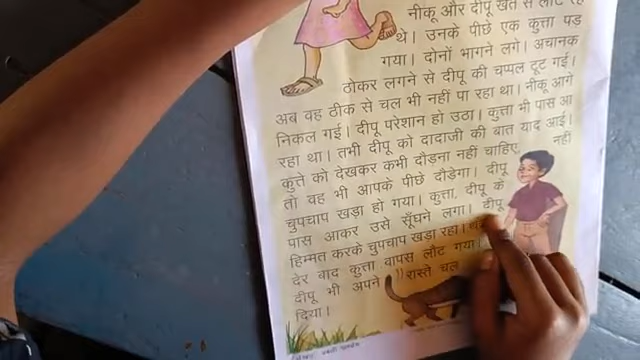 नीकू और दीपू खेत से लौट रहे
थे। उनके पीछे एक कुत्ता पड़
गया। दोनों भागने लगे। अचानक
ठोकर लगने से दीपू की चप्पल टूट गई।
अब वह ठीक से चल भी नहीं पा रहा था। नीकू आगे
निकल गई। दीपू परेशान हो उठा। कुत्ता भी पास आ
रहा था। तभी दीपू को दादाजी की बात याद आई।
कुत्ते को देखकर कभी दौड़ना नहीं चाहिए, नहीं
तो वह भी आपके पीछे दौड़ेगा। दीपू
चुपचाप खड़ा हो गया। कुत्ता, दीपू के
पास आकर उसे सूँघने लगा। दीपू
हिम्मत करके चुपचाप खड़ा रहा।
देर बाद कुत्ता वापस लौट गया।
दीपू भी अपने रास्ते चल
दिया।